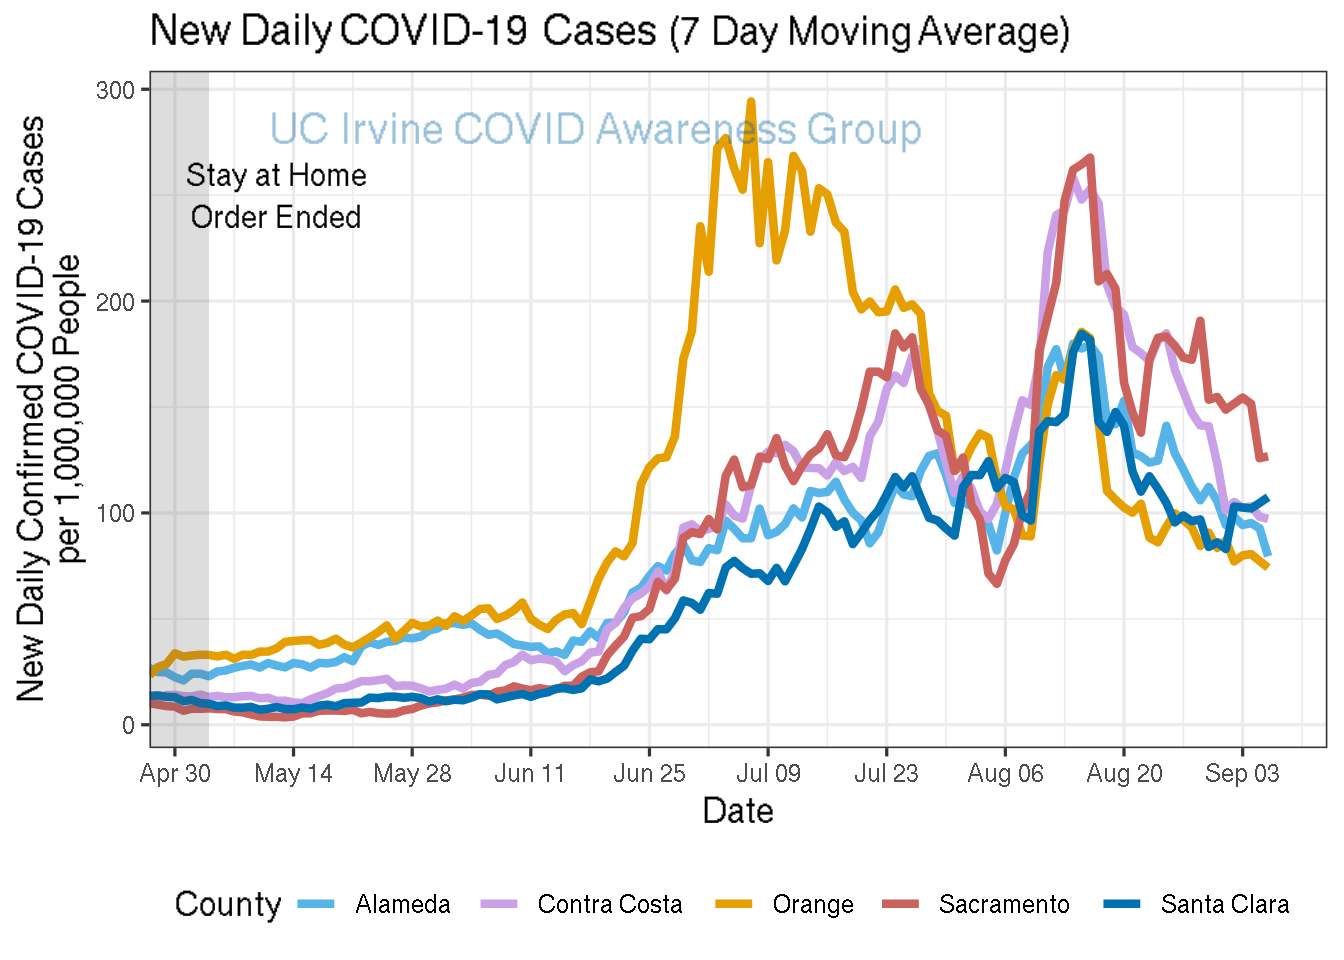 New Daily COVID-19 Cases (7 Day Moving Average)
New Daily Confirmed COVID-19 Cases
per 1,000,000 People
300
200
100
0
UC Irvine COVID Awareness Group
Stay at Home
Order Ended
Apr 30 May 14 May 28 Jun 11 Jun 25 Jul 09 Jul 23 Aug 06 Aug 20 Sep 03
Date
County Alameda Contra Costa Orange Sacramento Santa Clara